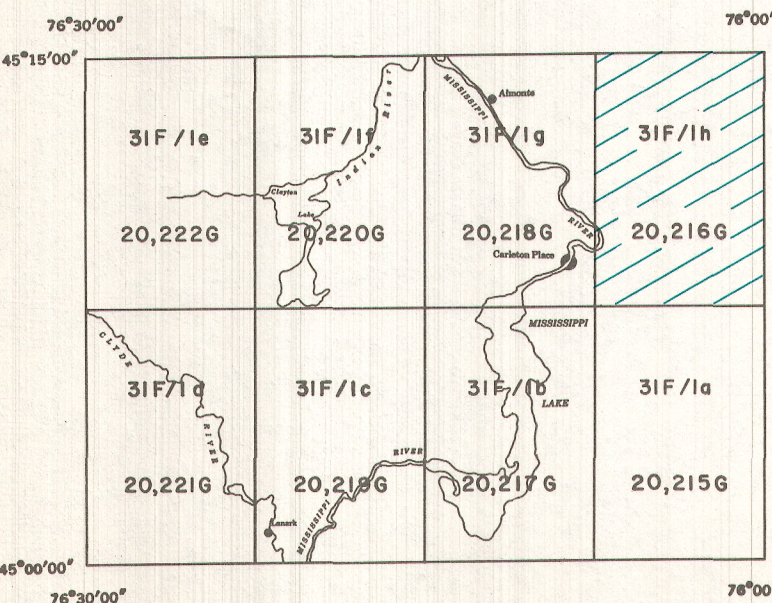 76°30'00"
76°00'
45°15'00"
MISSISSIPPI
Almonte
Indian River
31F/1e
31F/1f
31F/1g
31F/1h
Clayton
Lake
RIVER
20,222G
20,220G
20,218G
20,216G
Carleton Place
MISSISSIPPI
CLYDE
31F/1d
31F/1c
31F/1b
31F/1a
LAKE
RIVER
RIVER
20,221G
20,219G
20,217G
20,215G
MISSISSIPPI
Lanark
45°00'00"
76°30'00"
76°00